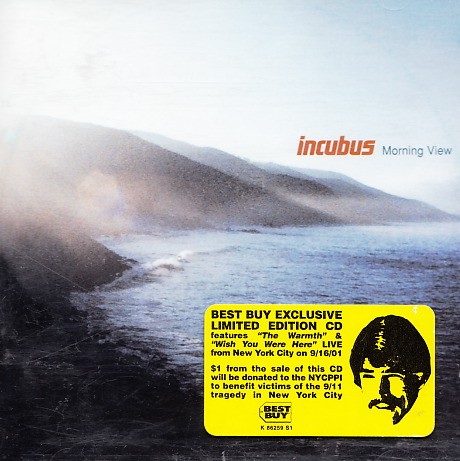 incubus Morning View
BEST BUY EXCLUSIVE
LIMITED EDITION CD
features "The Warmth" &
"Wish You Were Here" LIVE
from New York City on 9/16/01
$1 from the sale of this CD
will be donated to the NYCPPI
to benefit victims of the 9/11
tragedy in New York City
BEST
BUY
K 86259 S1